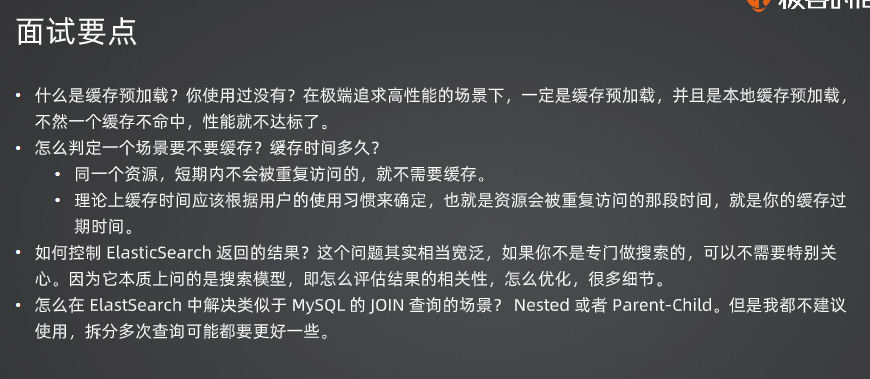 面试要点
• 什么是缓存预加载？你使用过没有？在极端追求高性能的场景下，一定是缓存预加载，并且是本地缓存预加载，
不然一个缓存不命中，性能就不达标了。
• 怎么判定一个场景要不要缓存？缓存时间多久？
• 同一个资源，短期内不会被重复访问的，就不需要缓存。
• 理论上缓存时间应该根据用户的使用习惯来确定，也就是资源会被重复访问的那段时间，就是你的缓存过
期时间。
• 如何控制 ElasticSearch 返回的结果？这个问题其实相当宽泛，如果你不是专门做搜索的，可以不需要特别关
心。因为它本质上问的是搜索模型，即怎么评估结果的相关性，怎么优化，很多细节。
• 怎么在 ElastSearch 中解决类似于 MySQL 的 JOIN 查询的场景？ Nested 或者 Parent-Child。但是我都不建议
使用，拆分多次查询可能都要更好一些。